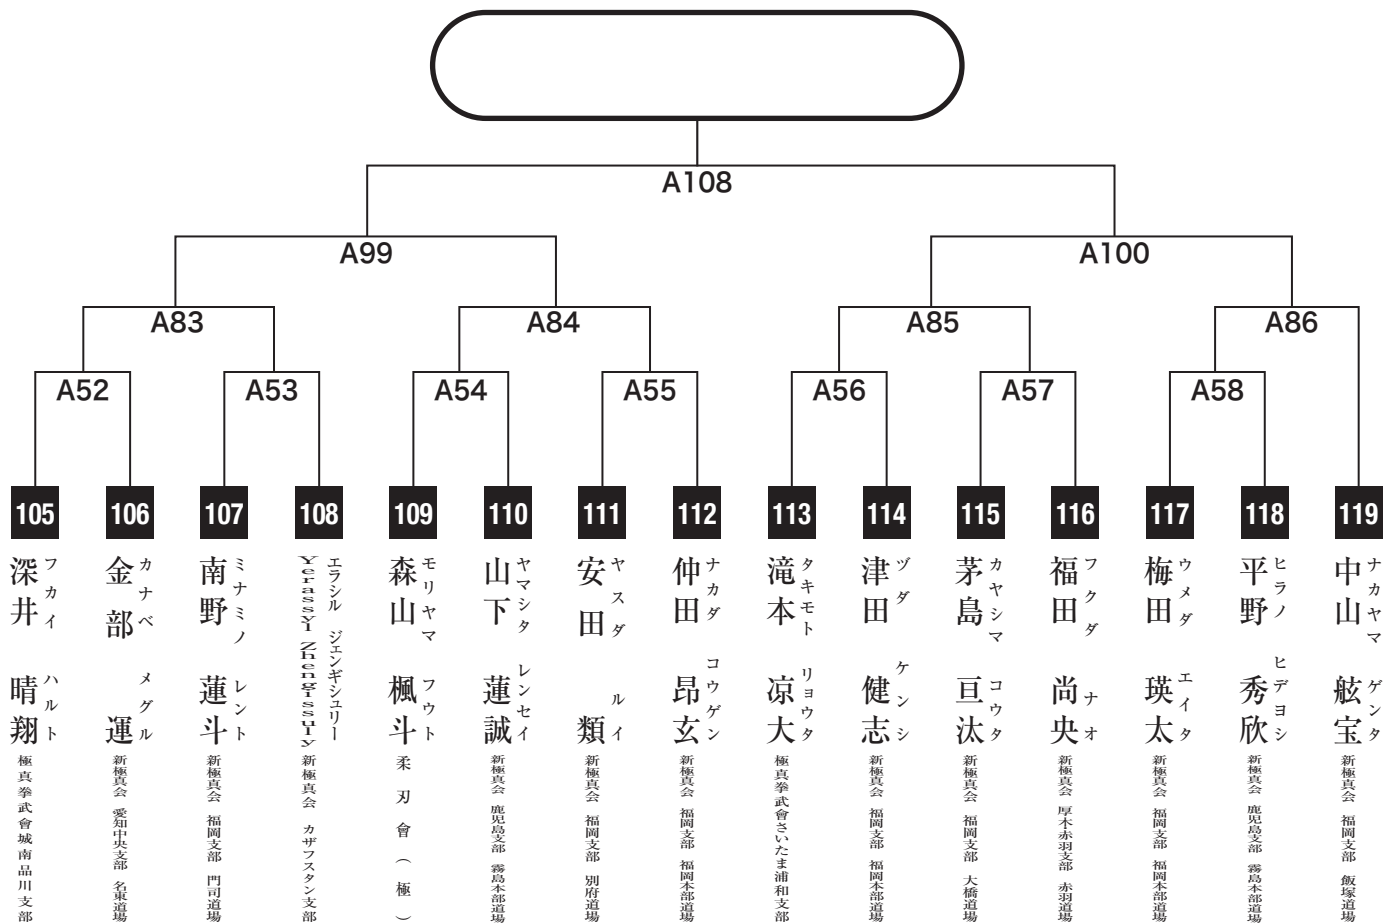 A108
A99
A100
A83
A84
A85
A86
A52
A53
A54
A55
A56
A57
A58
105
106
107
108
109
110
111
112
113
114
115
116
117
118
119
フカイ ハルト
深井 晴翔
極真拳武會城南品川支部
カナベ メグル
金部 運
新極真会 愛知中央支部 名東道場
ミナミノ レント
南野 蓮斗
新極真会 福岡支部 門司道場
エラシル ジェンギシュリー
Yerassyl Zhengissuly
新極真会 カザフスタン支部
モリヤマ フウト
森山 楓斗
柔刃會(極)
ヤマシタ レンセイ
山下 蓮誠
新極真会 鹿児島支部 霧島本部道場
ヤスダ ルイ
安田 類
新極真会 福岡支部 別府道場
ナカダ コウゲン
仲田 昂玄
新極真会 福岡支部 福岡本部道場
タキモト リョウタ
滝本 凉大
極真拳武會さいたま浦和支部
ヅダ ケンシ
津田 健志
新極真会 福岡支部 福岡本部道場
カヤシマ コウタ
茅島 亘汰
新極真会 福岡支部 大橋道場
フクダ ナオ
福田 尚央
新極真会 厚木赤羽支部 赤羽道場
ウメダ エイタ
梅田 瑛太
新極真会 福岡支部 福岡本部道場
ヒラノ ヒデヨシ
平野 秀欣
新極真会 鹿児島支部 霧島本部道場
ナカヤマ ゲンタ
中山 舷宝
新極真会 福岡支部 飯塚道場